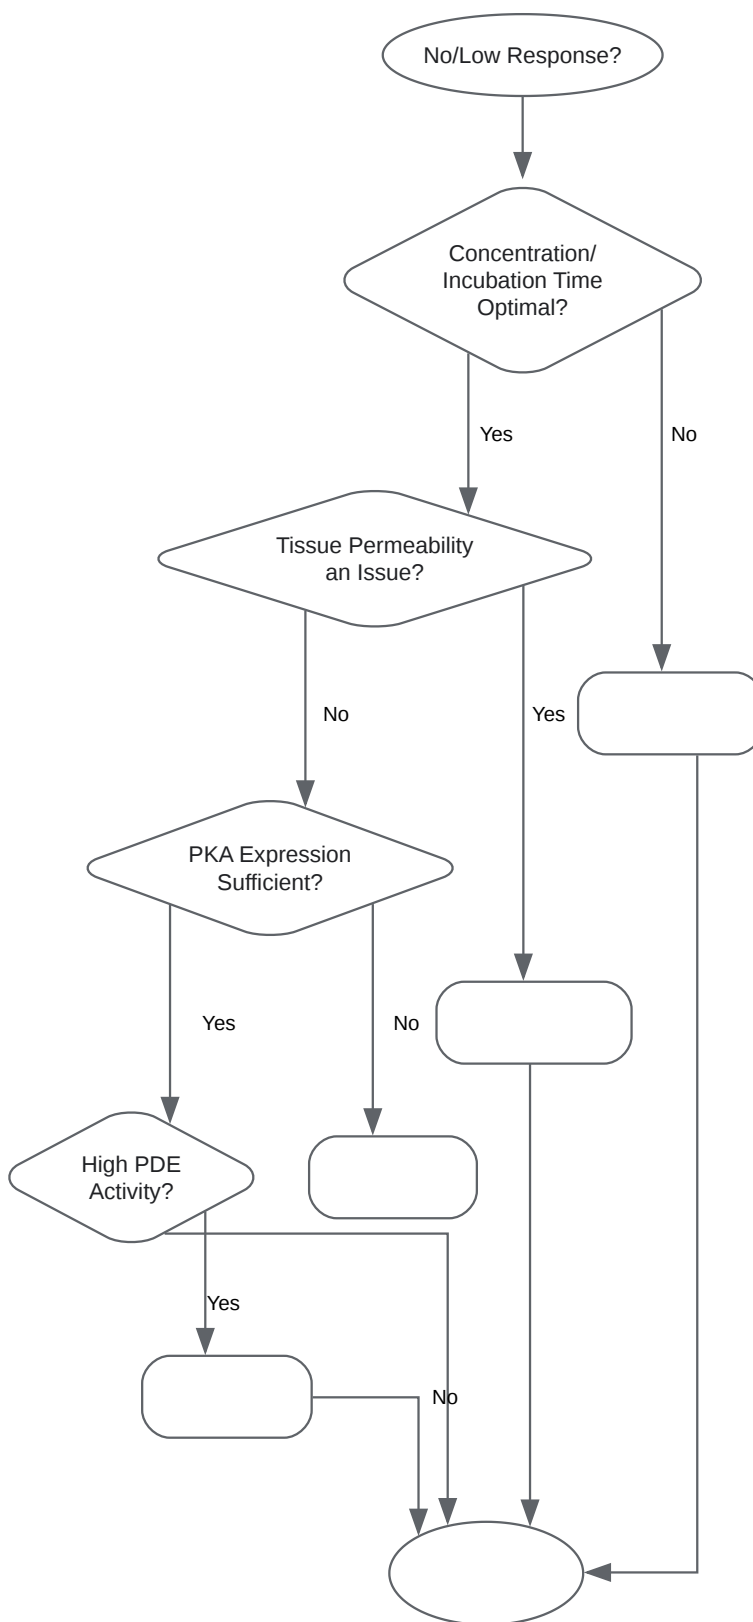 No/Low Response?
Concentration/
Incubation Time
Optimal?
Yes
No
Tissue Permeability
an Issue?
No
Yes
PKA Expression
Sufficient?
Yes
No
High PDE
Activity?
Yes
No